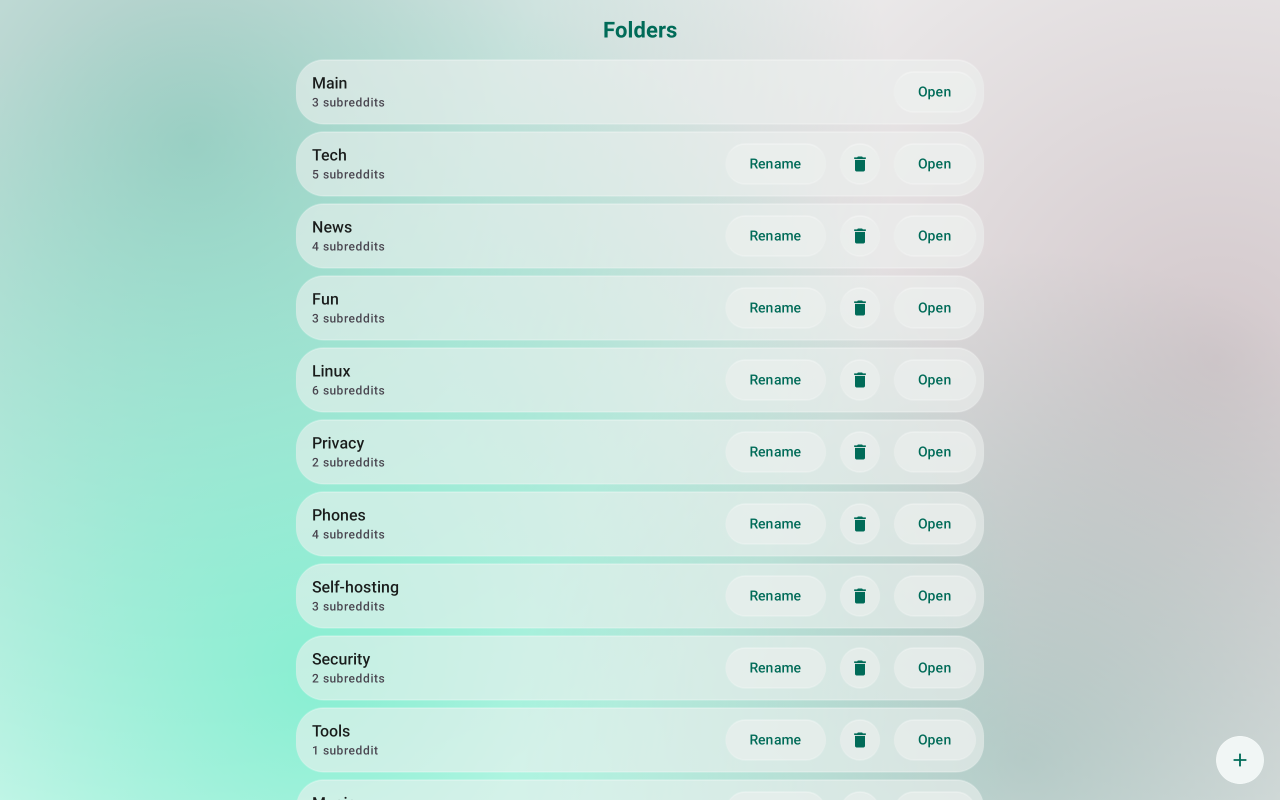 Folders
Main
3 subreddits
Open
Tech
5 subreddits
Rename
Open
News
4 subreddits
Rename
Open
Fun
3 subreddits
Rename
Open
Linux
6 subreddits
Rename
Open
Privacy
2 subreddits
Rename
Open
Phones
4 subreddits
Rename
Open
Self-hosting
3 subreddits
Rename
Open
Security
2 subreddits
Rename
Open
Tools
1 subreddit
Rename
Open